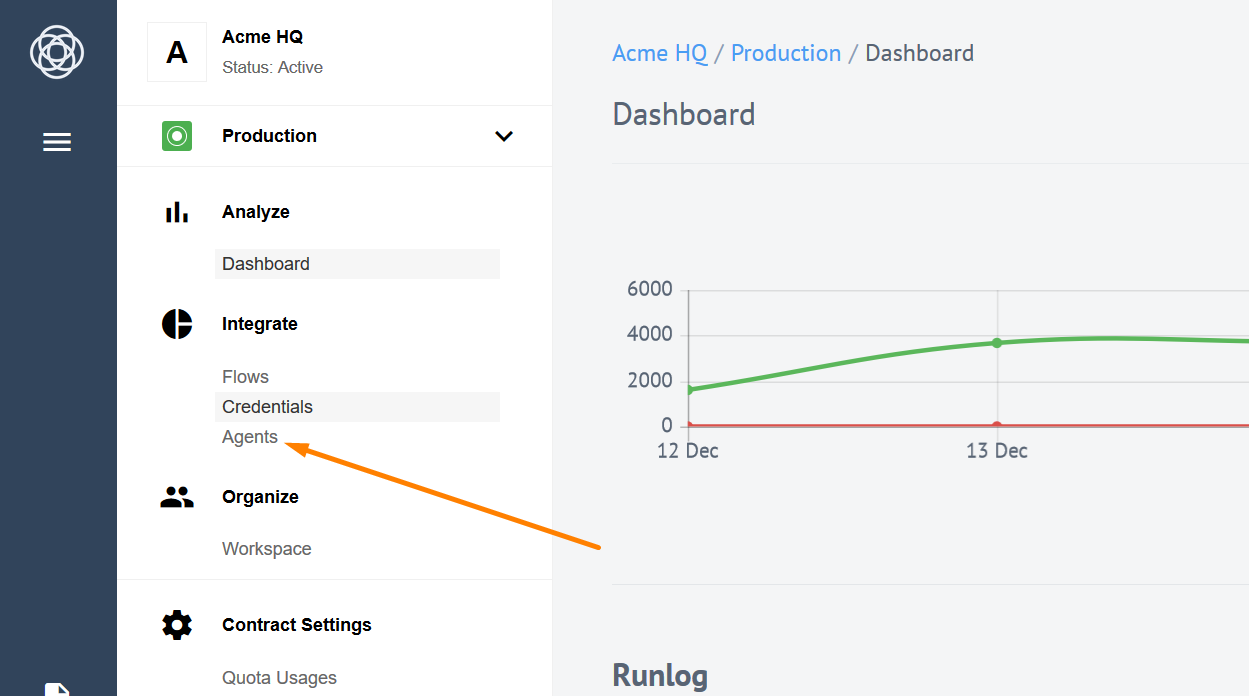 A
Acme HQ
Status: Active
Production
Analyze
Dashboard
Integrate
Flows
Credentials
Agents
Organize
Workspace
Contract Settings
Quota Usages
Acme HQ / Production / Dashboard
Dashboard
6000
4000
2000
0
12 Dec
13 Dec
Runlog